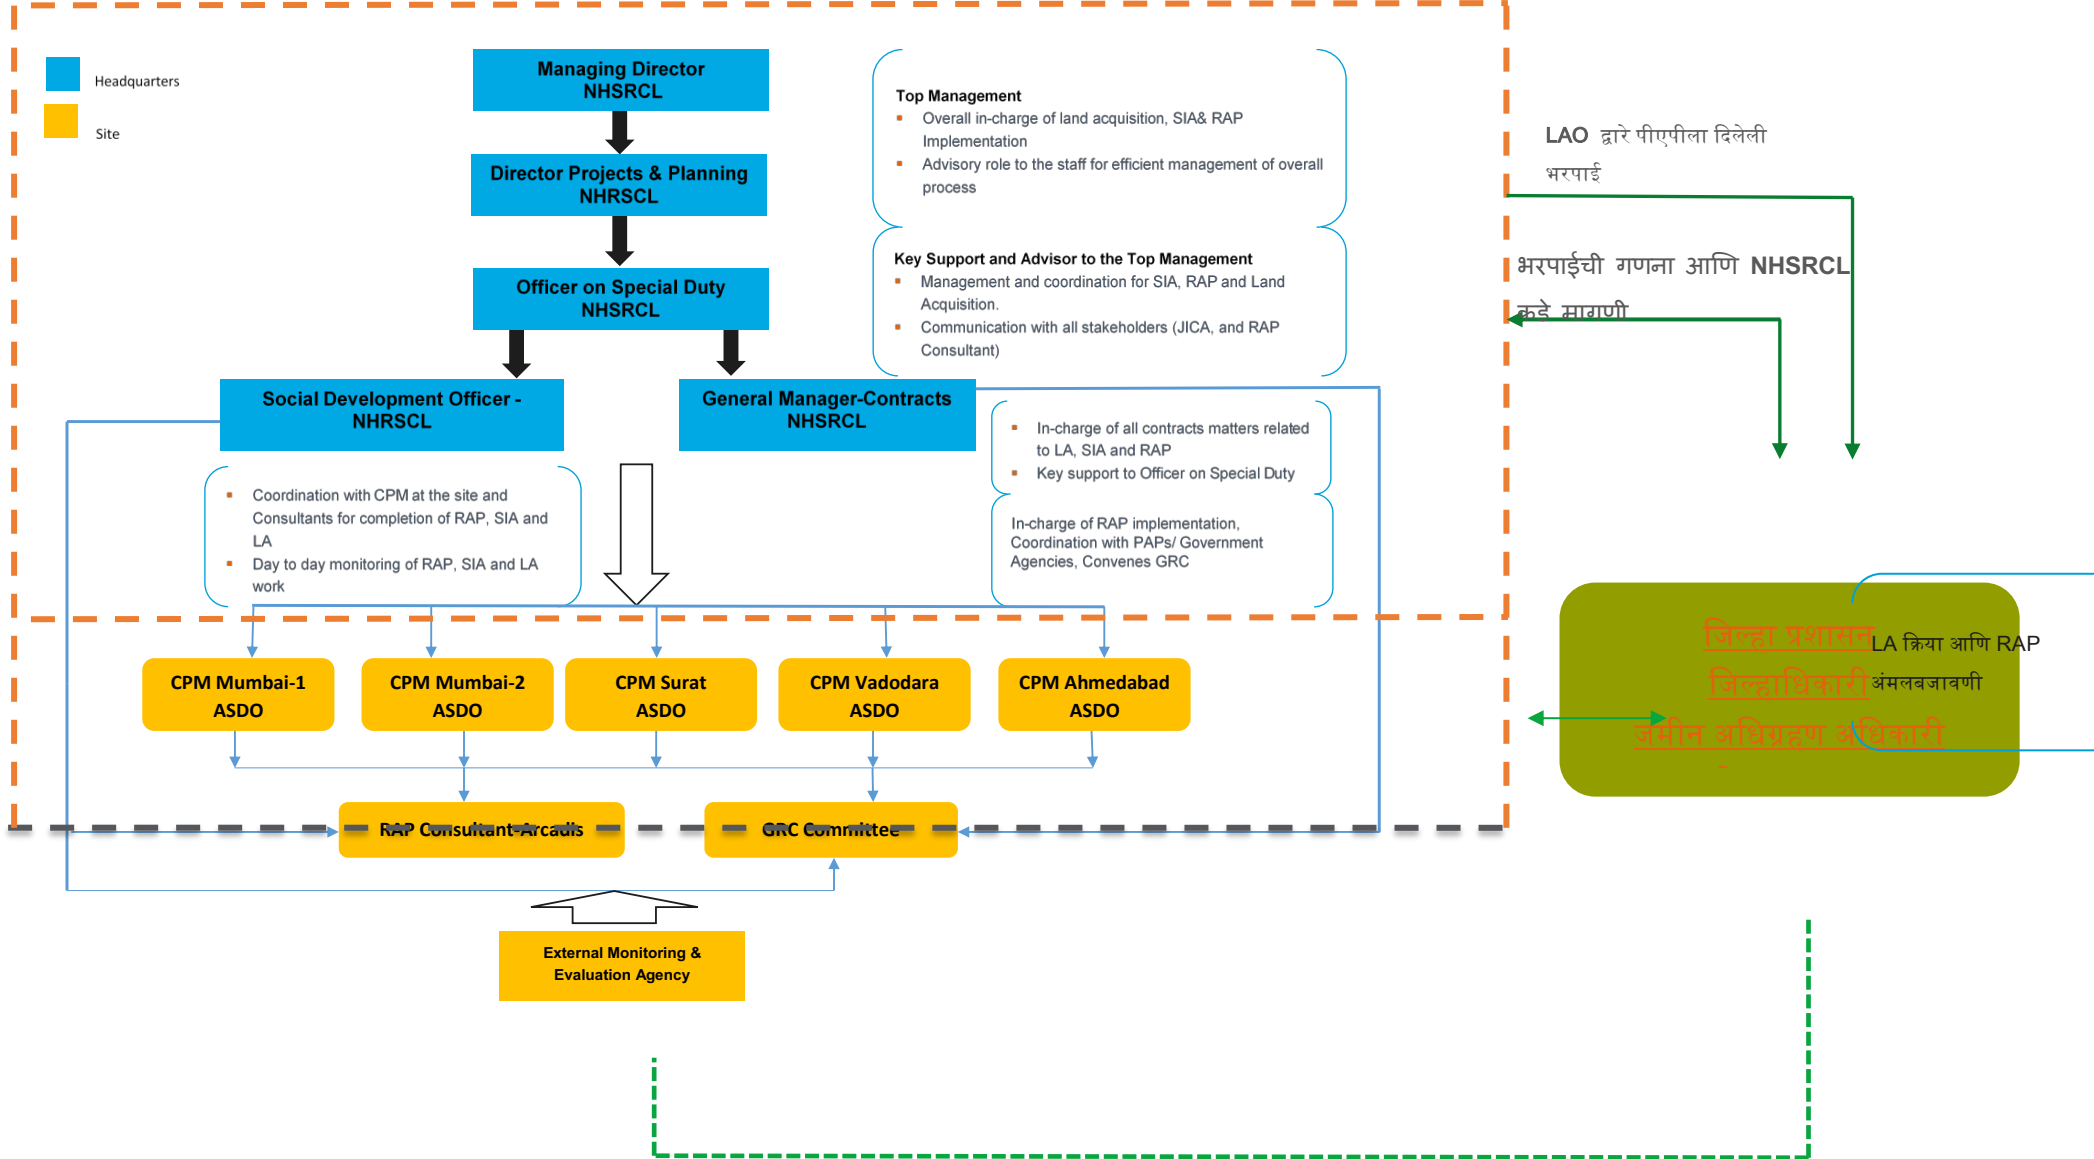 Headquarters
Site
Managing Director
NHSRCL
Director Projects & Planning
NHRSCL
Officer on Special Duty
NHSRCL
Social Development Officer -
NHRSCL
General Manager-Contracts
NHSRCL
Top Management
Overall in-charge of land acquisition, SIA& RAP
Implementation
Advisory role to the staff for efficient management of overall
process
Key Support and Advisor to the Top Management
Management and coordination for SIA, RAP and Land
Acquisition.
Communication with all stakeholders (JICA, and RAP
Consultant)
In-charge of all contracts matters related
to LA, SIA and RAP
Key support to Officer on Special Duty
In-charge of RAP implementation,
Coordination with PAPs/ Government
Agencies, Convenes GRC
Coordination with CPM at the site and
Consultants for completion of RAP, SIA and
LA
Day to day monitoring of RAP, SIA and LA
work
CPM Mumbai-1
ASDO
CPM Mumbai-2
ASDO
CPM Surat
ASDO
CPM Vadodara
ASDO
CPM Ahmedabad
ASDO
RAP Consultant-Arcadis
GRC Committee
External Monitoring &
Evaluation Agency
LAO द्वारे पीएपीला दिलेली
भरपाई
भरपाईची गणना आणि NHSRCL
कडे मागणी
जिल्हा प्रशासन
जिल्हाधिकारी
जमीन अधिग्रहण अधिकारी
LA क्रिया आणि RAP
अंमलबजावणी